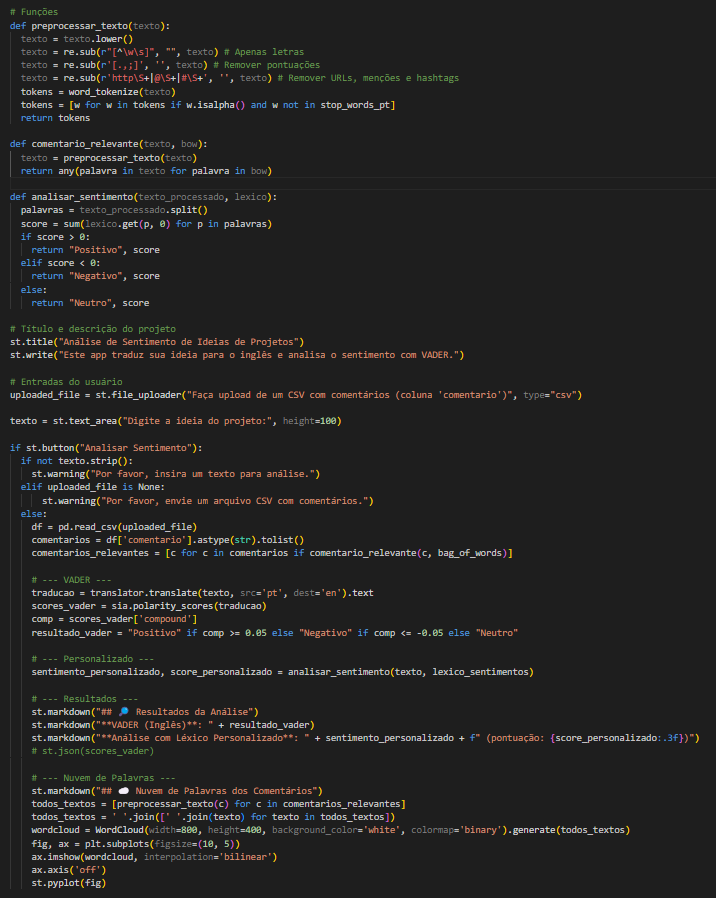 # Funções
def preprocessar_texto(texto):
  texto = texto.lower()
  texto = re.sub(r"[^\w\s]", "", texto) # Apenas letras
  texto = re.sub(r'[.,;]', '', texto) # Remover pontuações
  texto = re.sub(r'http\S+|@\S+|#\S+', '', texto) # Remover URLs, menções e hashtags
  tokens = word_tokenize(texto)
  tokens = [w for w in tokens if w.isalpha() and w not in stop_words_pt]
  return tokens

def comentario_relevante(texto, bow):
  texto = preprocessar_texto(texto)
  return any(palavra in texto for palavra in bow)

def analisar_sentimento(texto_processado, lexico):
  palavras = texto_processado.split()
  score = sum(lexico.get(p, 0) for p in palavras)
  if score > 0:
    return "Positivo", score
  elif score < 0:
    return "Negativo", score
  else:
    return "Neutro", score

# Título e descrição do projeto
st.title("Análise de Sentimento de Ideias de Projetos")
st.write("Este app traduz sua ideia para o inglês e analisa o sentimento com VADER.")

# Entradas do usuário
uploaded_file = st.file_uploader("Faça upload de um CSV com comentários (coluna 'comentario')", type="csv")

texto = st.text_area("Digite a ideia do projeto:", height=100)

if st.button("Analisar Sentimento"):
  if not texto.strip():
    st.warning("Por favor, insira um texto para análise.")
  elif uploaded_file is None:
      st.warning("Por favor, envie um arquivo CSV com comentários.")
  else:
    df = pd.read_csv(uploaded_file)
    comentarios = df['comentario'].astype(str).tolist()
    comentarios_relevantes = [c for c in comentarios if comentario_relevante(c, bag_of_words)]

    # --- VADER ---
    traducao = translator.translate(texto, src='pt', dest='en').text
    scores_vader = sia.polarity_scores(traducao)
    comp = scores_vader['compound']
    resultado_vader = "Positivo" if comp >= 0.05 else "Negativo" if comp <= -0.05 else "Neutro"

    # --- Personalizado ---
    sentimento_personalizado, score_personalizado = analisar_sentimento(texto, lexico_sentimentos)

    # --- Resultados ---
    st.markdown("## 🔎 Resultados da Análise")
    st.markdown("**VADER (Inglês)**: " + resultado_vader)
    st.markdown("**Análise com Léxico Personalizado**: " + sentimento_personalizado + f" (pontuação: {score_personalizado:.3f})")
    # st.json(scores_vader)

    # --- Nuvem de Palavras ---
    st.markdown("## ☁️ Nuvem de Palavras dos Comentários")
    todos_textos = [preprocessar_texto(c) for c in comentarios_relevantes]
    todos_textos = ' '.join([' '.join(texto) for texto in todos_textos])
    wordcloud = WordCloud(width=800, height=400, background_color='white', colormap='binary').generate(todos_textos)
    fig, ax = plt.subplots(figsize=(10, 5))
    ax.imshow(wordcloud, interpolation='bilinear')
    ax.axis('off')
    st.pyplot(fig)